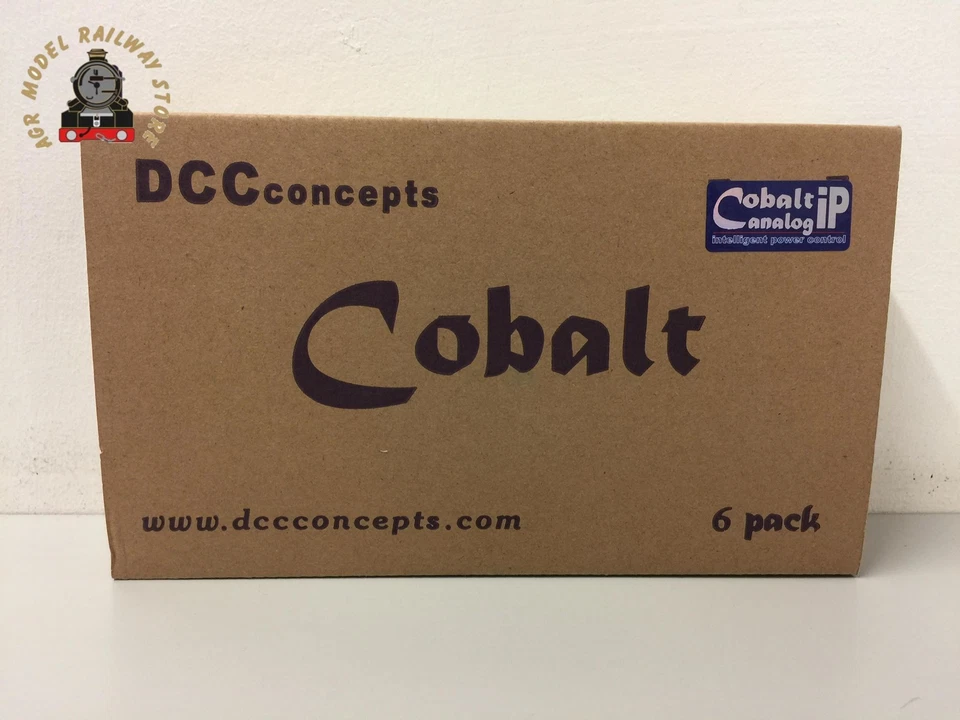 AGR MODEL RAILWAY STORE
DCCconcepts
Cobalt iP
analog
intelligent power control
Cobalt
www.dccconcepts.com
6 pack